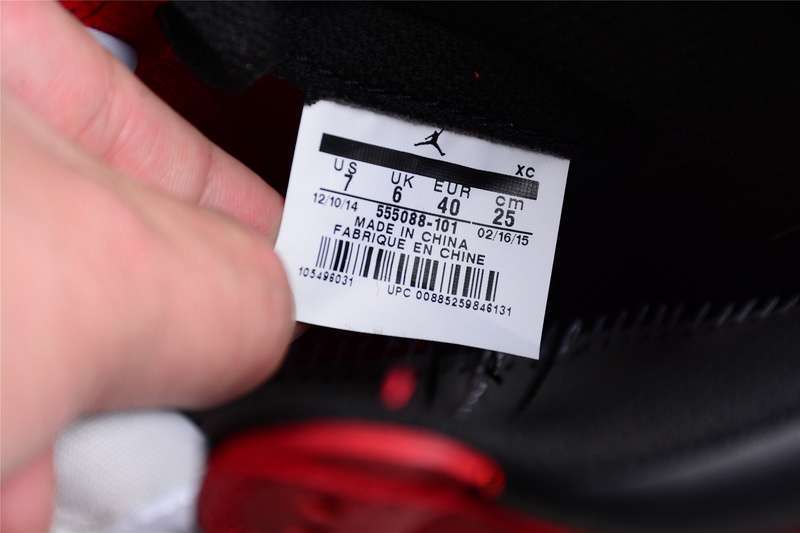 XC
US UK EUR cm
7 6 40 25
12/10/14 555088-101 02/16/15
MADE IN CHINA
FABRIQUE EN CHINE
105496031
UPC 00885259846131